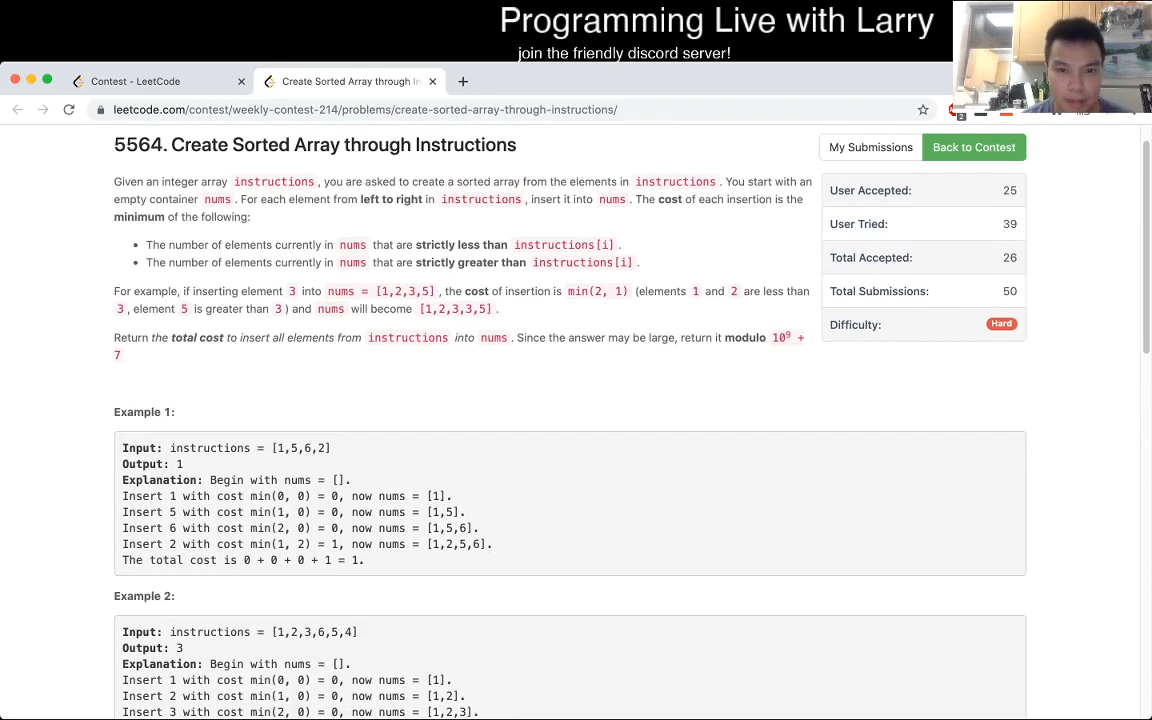 Programming Live with Larry
join the friendly discord server!
Contest - LeetCode
Create Sorted Array through In
leetcode.com/contest/weekly-contest-214/problems/create-sorted-array-through-instructions/
2
5564. Create Sorted Array through Instructions
My Submissions
Back to Contest
Given an integer array instructions, you are asked to create a sorted array from the elements in instructions. You start with an
empty container nums. For each element from left to right in instructions, insert it into nums. The cost of each insertion is the
minimum of the following:
User Accepted: 25
User Tried: 39
Total Accepted: 26
Total Submissions: 50
Difficulty: Hard
• The number of elements currently in nums that are strictly less than instructions[i].
• The number of elements currently in nums that are strictly greater than instructions[i].
For example, if inserting element 3 into nums = [1,2,3,5], the cost of insertion is min(2, 1) (elements 1 and 2 are less than
3, element 5 is greater than 3) and nums will become [1,2,3,3,5].
Return the total cost to insert all elements from instructions into nums. Since the answer may be large, return it modulo 10⁹ +
7
Example 1:
Input: instructions = [1,5,6,2]
Output: 1
Explanation: Begin with nums = [].
Insert 1 with cost min(0, 0) = 0, now nums = [1].
Insert 5 with cost min(1, 0) = 0, now nums = [1,5].
Insert 6 with cost min(2, 0) = 0, now nums = [1,5,6].
Insert 2 with cost min(1, 2) = 1, now nums = [1,2,5,6].
The total cost is 0 + 0 + 0 + 1 = 1.
Example 2:
Input: instructions = [1,2,3,6,5,4]
Output: 3
Explanation: Begin with nums = [].
Insert 1 with cost min(0, 0) = 0, now nums = [1].
Insert 2 with cost min(1, 0) = 0, now nums = [1,2].
Insert 3 with cost min(2, 0) = 0, now nums = [1,2,3].